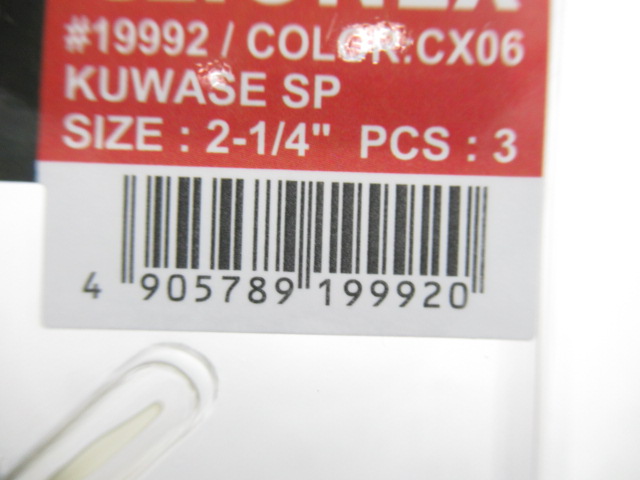 #19992 / COLOR:CX06
KUWASE SP
SIZE : 2-1/4" PCS : 3
4 905789 199920